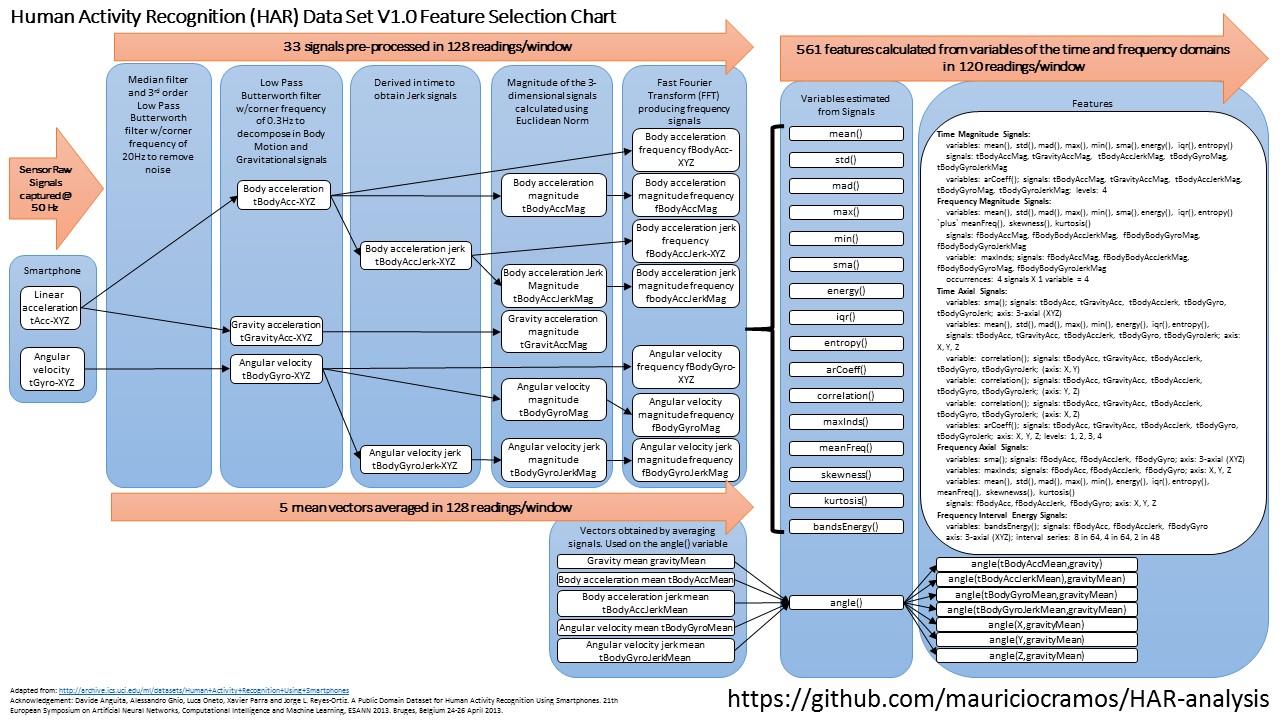 Human Activity Recognition (HAR) Data Set V1.0 Feature Selection Chart
33 signals pre-processed in 128 readings/window
561 features calculated from variables of the time and frequency domains
in 120 readings/window
Sensor Raw
Signals
captured @
50 Hz
Smartphone
Linear
acceleration
tAcc-XYZ
Angular
velocity
tGyro-XYZ
Median filter
and 3rd order
Low Pass
Butterworth
filter w/corner
frequency of
20Hz to remove
noise
Low Pass
Butterworth filter
w/corner frequency
of 0.3Hz to
decompose in Body
Motion and
Gravitational signals
Body acceleration
tBodyAcc-XYZ
Gravity acceleration
tGravityAcc-XYZ
Angular velocity
tBodyGyro-XYZ
Derived in time to
obtain Jerk signals
Body acceleration jerk
tBodyAccJerk-XYZ
Angular velocity jerk
tBodyGyroJerk-XYZ
Magnitude of the 3-
dimensional signals
calculated using
Euclidean Norm
Body acceleration
magnitude
tBodyAccMag
Body acceleration Jerk
Magnitude
tBodyAccJerkMag
Gravity acceleration
magnitude
tGravitAccMag
Angular velocity
magnitude
tBodyGyroMag
Angular velocity jerk
magnitude
tBodyGyroJerkMag
Fast Fourier
Transform (FFT)
producing frequency
signals
Body acceleration
frequency fBodyAcc-
XYZ
Body acceleration
magnitude frequency
fBodyAccMag
Body acceleration jerk
frequency
fBodyAccJerk-XYZ
Body acceleration jerk
magnitude frequency
fbodyAccJerkMag
Angular velocity
frequency fBodyGyro-
XYZ
Angular velocity
magnitude frequency
fBodyGyroMag
Angular velocity jerk
magnitude frequency
fBodyGyroJerkMag
5 mean vectors averaged in 128 readings/window
Vectors obtained by averaging
signals. Used on the angle() variable
Gravity mean gravityMean
Body acceleration mean tBodyAccMean
Body acceleration jerk mean
tBodyAccJerkMean
Angular velocity mean tBodyGyroMean
Angular velocity jerk mean
tBodyGyroJerkMean
Variables estimated
from Signals
mean()
std()
mad()
max()
min()
sma()
energy()
iqr()
entropy()
arCoeff()
correlation()
maxInds()
meanFreq()
skewness()
kurtosis()
bandsEnergy()
angle()
Features
Time Magnitude Signals:
variables: mean(), std(), mad(), max(), min(), sma(), energy(), iqr(), entropy()
signals: tBodyAccMag, tGravityAccMag, tBodyAccJerkMag, tBodyGyroMag,
tBodyGyroJerkMag
variables: arCoeff(); signals: tBodyAccMag, tGravityAccMag, tBodyAccJerkMag,
tBodyGyroMag, tBodyGyroJerkMag; levels: 4
Frequency Magnitude Signals:
variables: mean(), std(), mad(), max(), min(), sma(), energy(), iqr(), entropy()
`plus` meanFreq(), skewness(), kurtosis()
signals: fBodyAccMag, fBodyBodyAccJerkMag, fBodyBodyGyroMag,
fBodyBodyGyroJerkMag
variable: maxInds; signals: fBodyAccMag, fBodyBodyAccJerkMag,
fBodyBodyGyroMag, fBodyBodyGyroJerkMag
occurrences: 4 signals X 1 variable = 4
Time Axial Signals:
variables: sma(); signals: tBodyAcc, tGravityAcc, tBodyAccJerk, tBodyGyro,
tBodyGyroJerk; axis: 3-axial (XYZ)
variables: mean(), std(), mad(), max(), min(), energy(), iqr(), entropy(),
signals: tBodyAcc, tGravityAcc, tBodyAccJerk, tBodyGyro, tBodyGyroJerk; axis:
X, Y, Z
variable: correlation(); signals: tBodyAcc, tGravityAcc, tBodyAccJerk,
tBodyGyro, tBodyGyroJerk; (axis: X, Y)
variable: correlation(); signals: tBodyAcc, tGravityAcc, tBodyAccJerk,
tBodyGyro, tBodyGyroJerk; (axis: Y, Z)
variable: correlation(); signals: tBodyAcc, tGravityAcc, tBodyAccJerk,
tBodyGyro, tBodyGyroJerk; (axis: X, Z)
variables: arCoeff(); signals: tBodyAcc, tGravityAcc, tBodyAccJerk, tBodyGyro,
tBodyGyroJerk; axis: X, Y, Z; levels: 1, 2, 3, 4
Frequency Axial Signals:
variables: sma(); signals: fBodyAcc, fBodyAccJerk, fBodyGyro; axis: 3-axial (XYZ)
variables: maxInds; signals: fBodyAcc, fBodyAccJerk, fBodyGyro; axis: X, Y, Z
variables: mean(), std(), mad(), max(), min(), energy(), iqr(), entropy(),
meanFreq(), skewnewss(), kurtosis()
signals: fBodyAcc, fBodyAccJerk, fBodyGyro; axis: X, Y, Z
Frequency Interval Energy Signals:
variables: bandsEnergy(); signals: fBodyAcc, fBodyAccJerk, fBodyGyro
axis: 3-axial (XYZ); interval series: 8 in 64, 4 in 64, 2 in 48
angle(tBodyAccMean,gravity)
angle(tBodyAccJerkMean),gravityMean)
angle(tBodyGyroMean,gravityMean)
angle(tBodyGyroJerkMean,gravityMean)
angle(X,gravityMean)
angle(Y,gravityMean)
angle(Z,gravityMean)
Adapted from: http://archive.ics.uci.edu/ml/datasets/Human+Activity+Recognition+Using+Smartphones
Acknowledgement: Davide Anguita, Alessandro Ghio, Luca Oneto, Xavier Parra and Jorge L. Reyes-Ortiz. A Public Domain Dataset for Human Activity Recognition Using Smartphones. 21th
European Symposium on Artificial Neural Networks, Computational Intelligence and Machine Learning, ESANN 2013. Bruges, Belgium 24-26 April 2013.
https://github.com/mauriciocramos/HAR-analysis